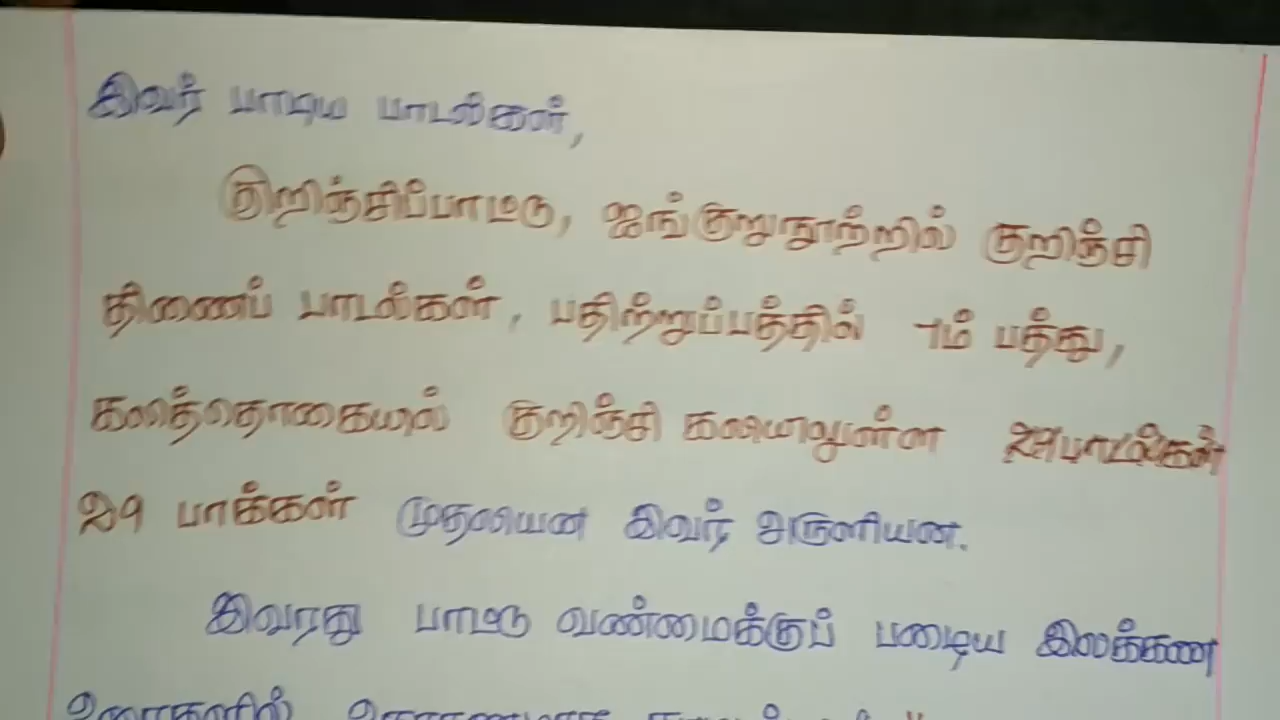 இவர் பாடிய பாடல்கள்,
குறிஞ்சிப்பாட்டு, ஐங்குறுநூற்றில் குறிஞ்சி
திணைப் பாடல்கள், பதிற்றுப்பத்தில் 7ம் பத்து,
கலித்தொகையில் குறிஞ்சி கலியிலுள்ள 29 பாடல்கள்
29 பாக்கள் முதலியன இவர் அருளியன.
இவரது பாட்டு வண்மைக்குப் படைய இலக்கண